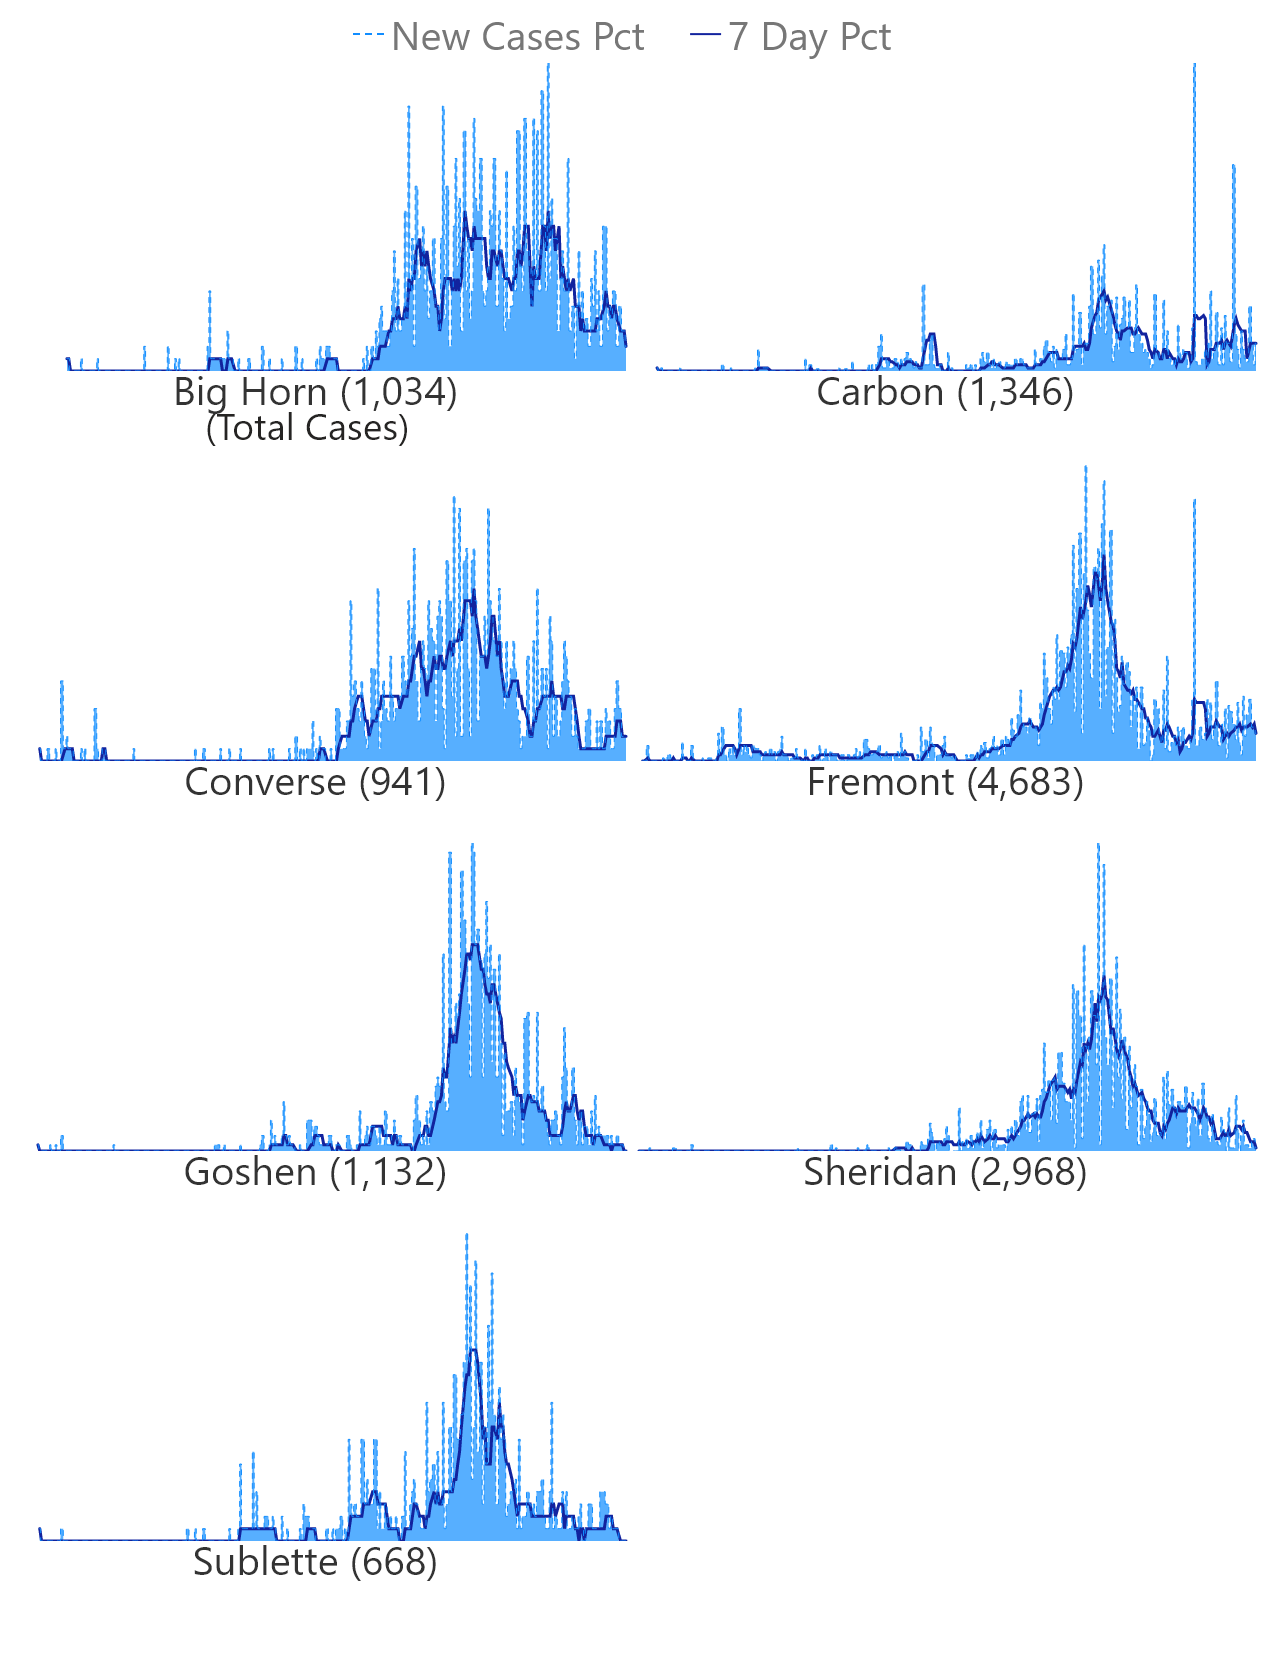 New Cases Pct 7 Day Pct
Big Horn (1,034) Carbon (1,346)
(Total Cases)
Converse (941) Fremont (4,683)
Goshen (1,132) Sheridan (2,968)
Sublette (668)